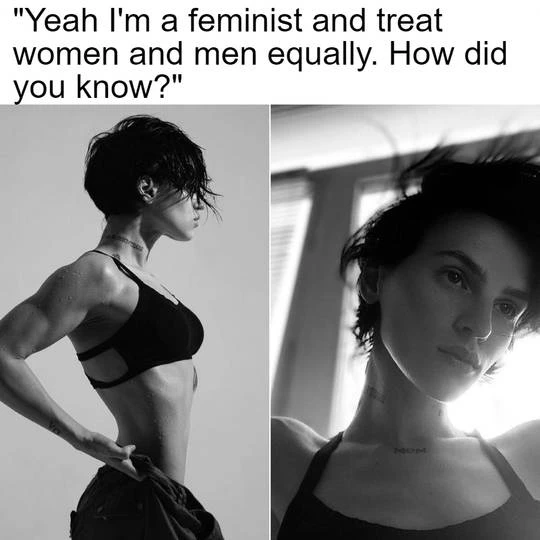 "Yeah I'm a feminist and treat
women and men equally. How did
you know?"